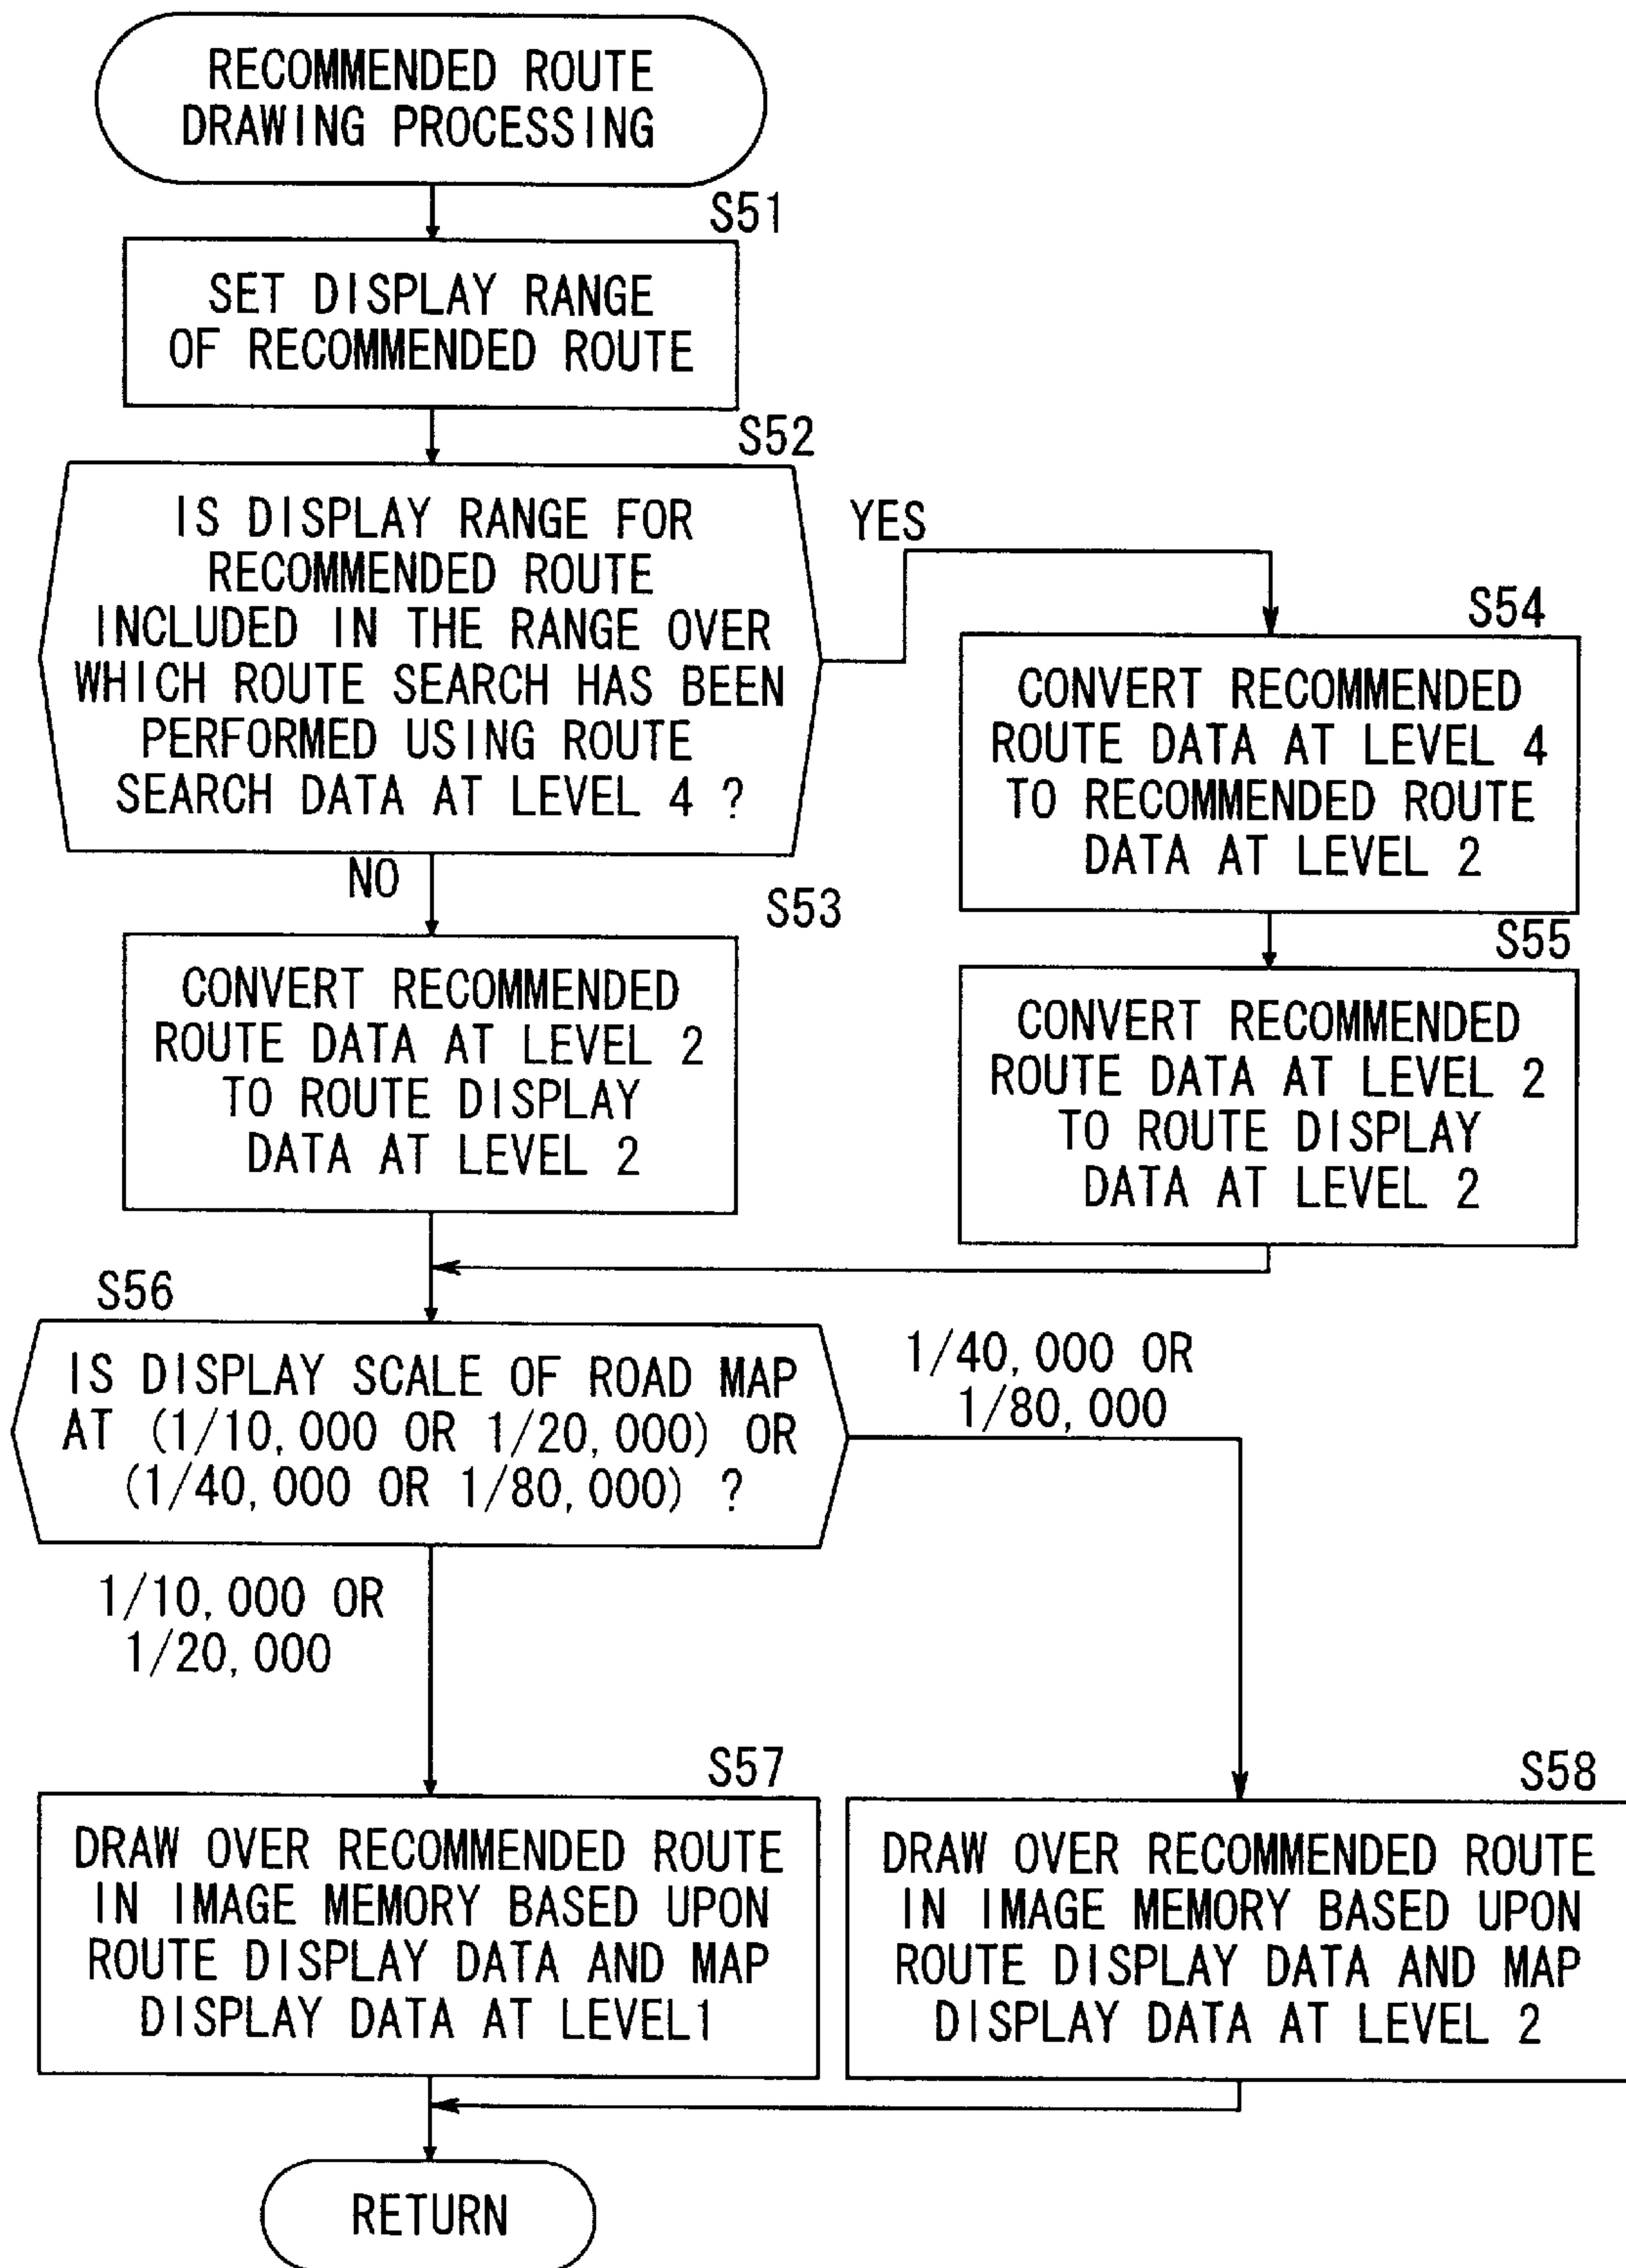 RECOMMENDED ROUTE
DRAWING PROCESSING
S51
SET DISPLAY RANGE
OF RECOMMENDED ROUTE
S52
IS DISPLAY RANGE FOR
RECOMMENDED ROUTE
INCLUDED IN THE RANGE OVER
WHICH ROUTE SEARCH HAS BEEN
PERFORMED USING ROUTE
SEARCH DATA AT LEVEL 4 ?
YES
NO
S54
CONVERT RECOMMENDED
ROUTE DATA AT LEVEL 4
TO RECOMMENDED ROUTE
DATA AT LEVEL 2
S53
CONVERT RECOMMENDED
ROUTE DATA AT LEVEL 2
TO ROUTE DISPLAY
DATA AT LEVEL 2
S55
CONVERT RECOMMENDED
ROUTE DATA AT LEVEL 2
TO ROUTE DISPLAY
DATA AT LEVEL 2
S56
IS DISPLAY SCALE OF ROAD MAP
AT (1/10,000 OR 1/20,000) OR
(1/40,000 OR 1/80,000) ?
1/40,000 OR
1/80,000
1/10,000 OR
1/20,000
S57
DRAW OVER RECOMMENDED ROUTE
IN IMAGE MEMORY BASED UPON
ROUTE DISPLAY DATA AND MAP
DISPLAY DATA AT LEVEL1
S58
DRAW OVER RECOMMENDED ROUTE
IN IMAGE MEMORY BASED UPON
ROUTE DISPLAY DATA AND MAP
DISPLAY DATA AT LEVEL 2
RETURN